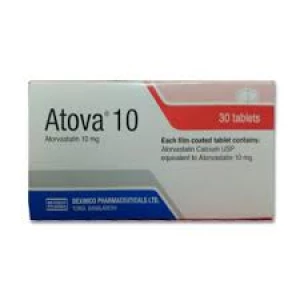 Atova® 10
Atorvastatin 10 mg
30 tablets
Each film coated tablet contains:
Atorvastatin Calcium USP
equivalent to Atorvastatin 10 mg.
BEXIMCO PHARMACEUTICALS LTD.
TONGI, BANGLADESH